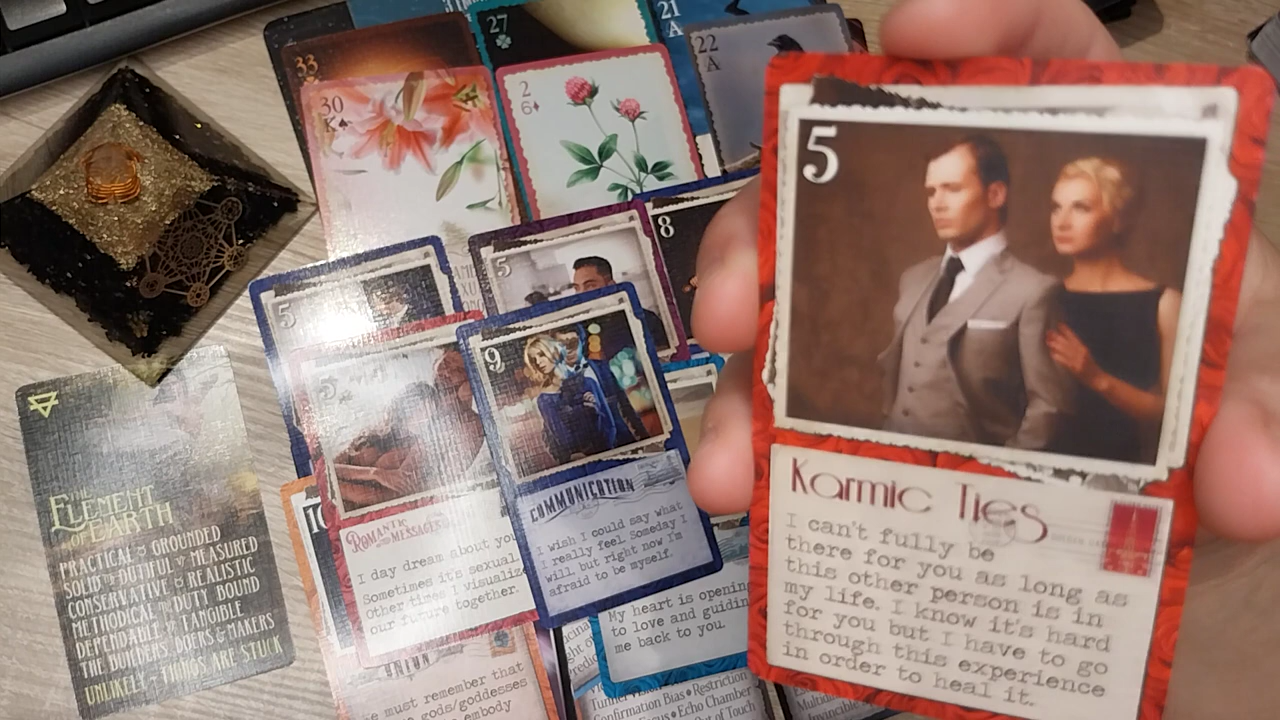 33
27
21
A
22
A
30
K♠
2
6♦
5
8
5
5
9
5
THE
ELEMENT
OF EARTH
PRACTICAL GROUNDED
SOLID DUTIFUL MEASURED
CONSERVATIVE REALISTIC
METHODICAL DUTY BOUND
DEPENDABLE TANGIBLE
THE BUILDERS, DOERS & MAKERS
UNLIKELY THINGS ARE STUCK
ROMANTIC
MESSAGES
I day dream about you
Sometimes it's sexual
Other times I visualize
our future together.
COMMUNICATION
I wish I could say what
I really feel. Someday I
will, but right now I'm
afraid to be myself.
Karmic Ties
I can't fully be
there for you as long as
this other person is in
my life. I know it's hard
for you but I have to go
through this experience
in order to heal it.
My heart is opening
to love and guiding
me back to you.
UNION
must remember that
gods/goddesses
embody
Confirmation Bias • Restriction
Echo Chamber
Out of Touch